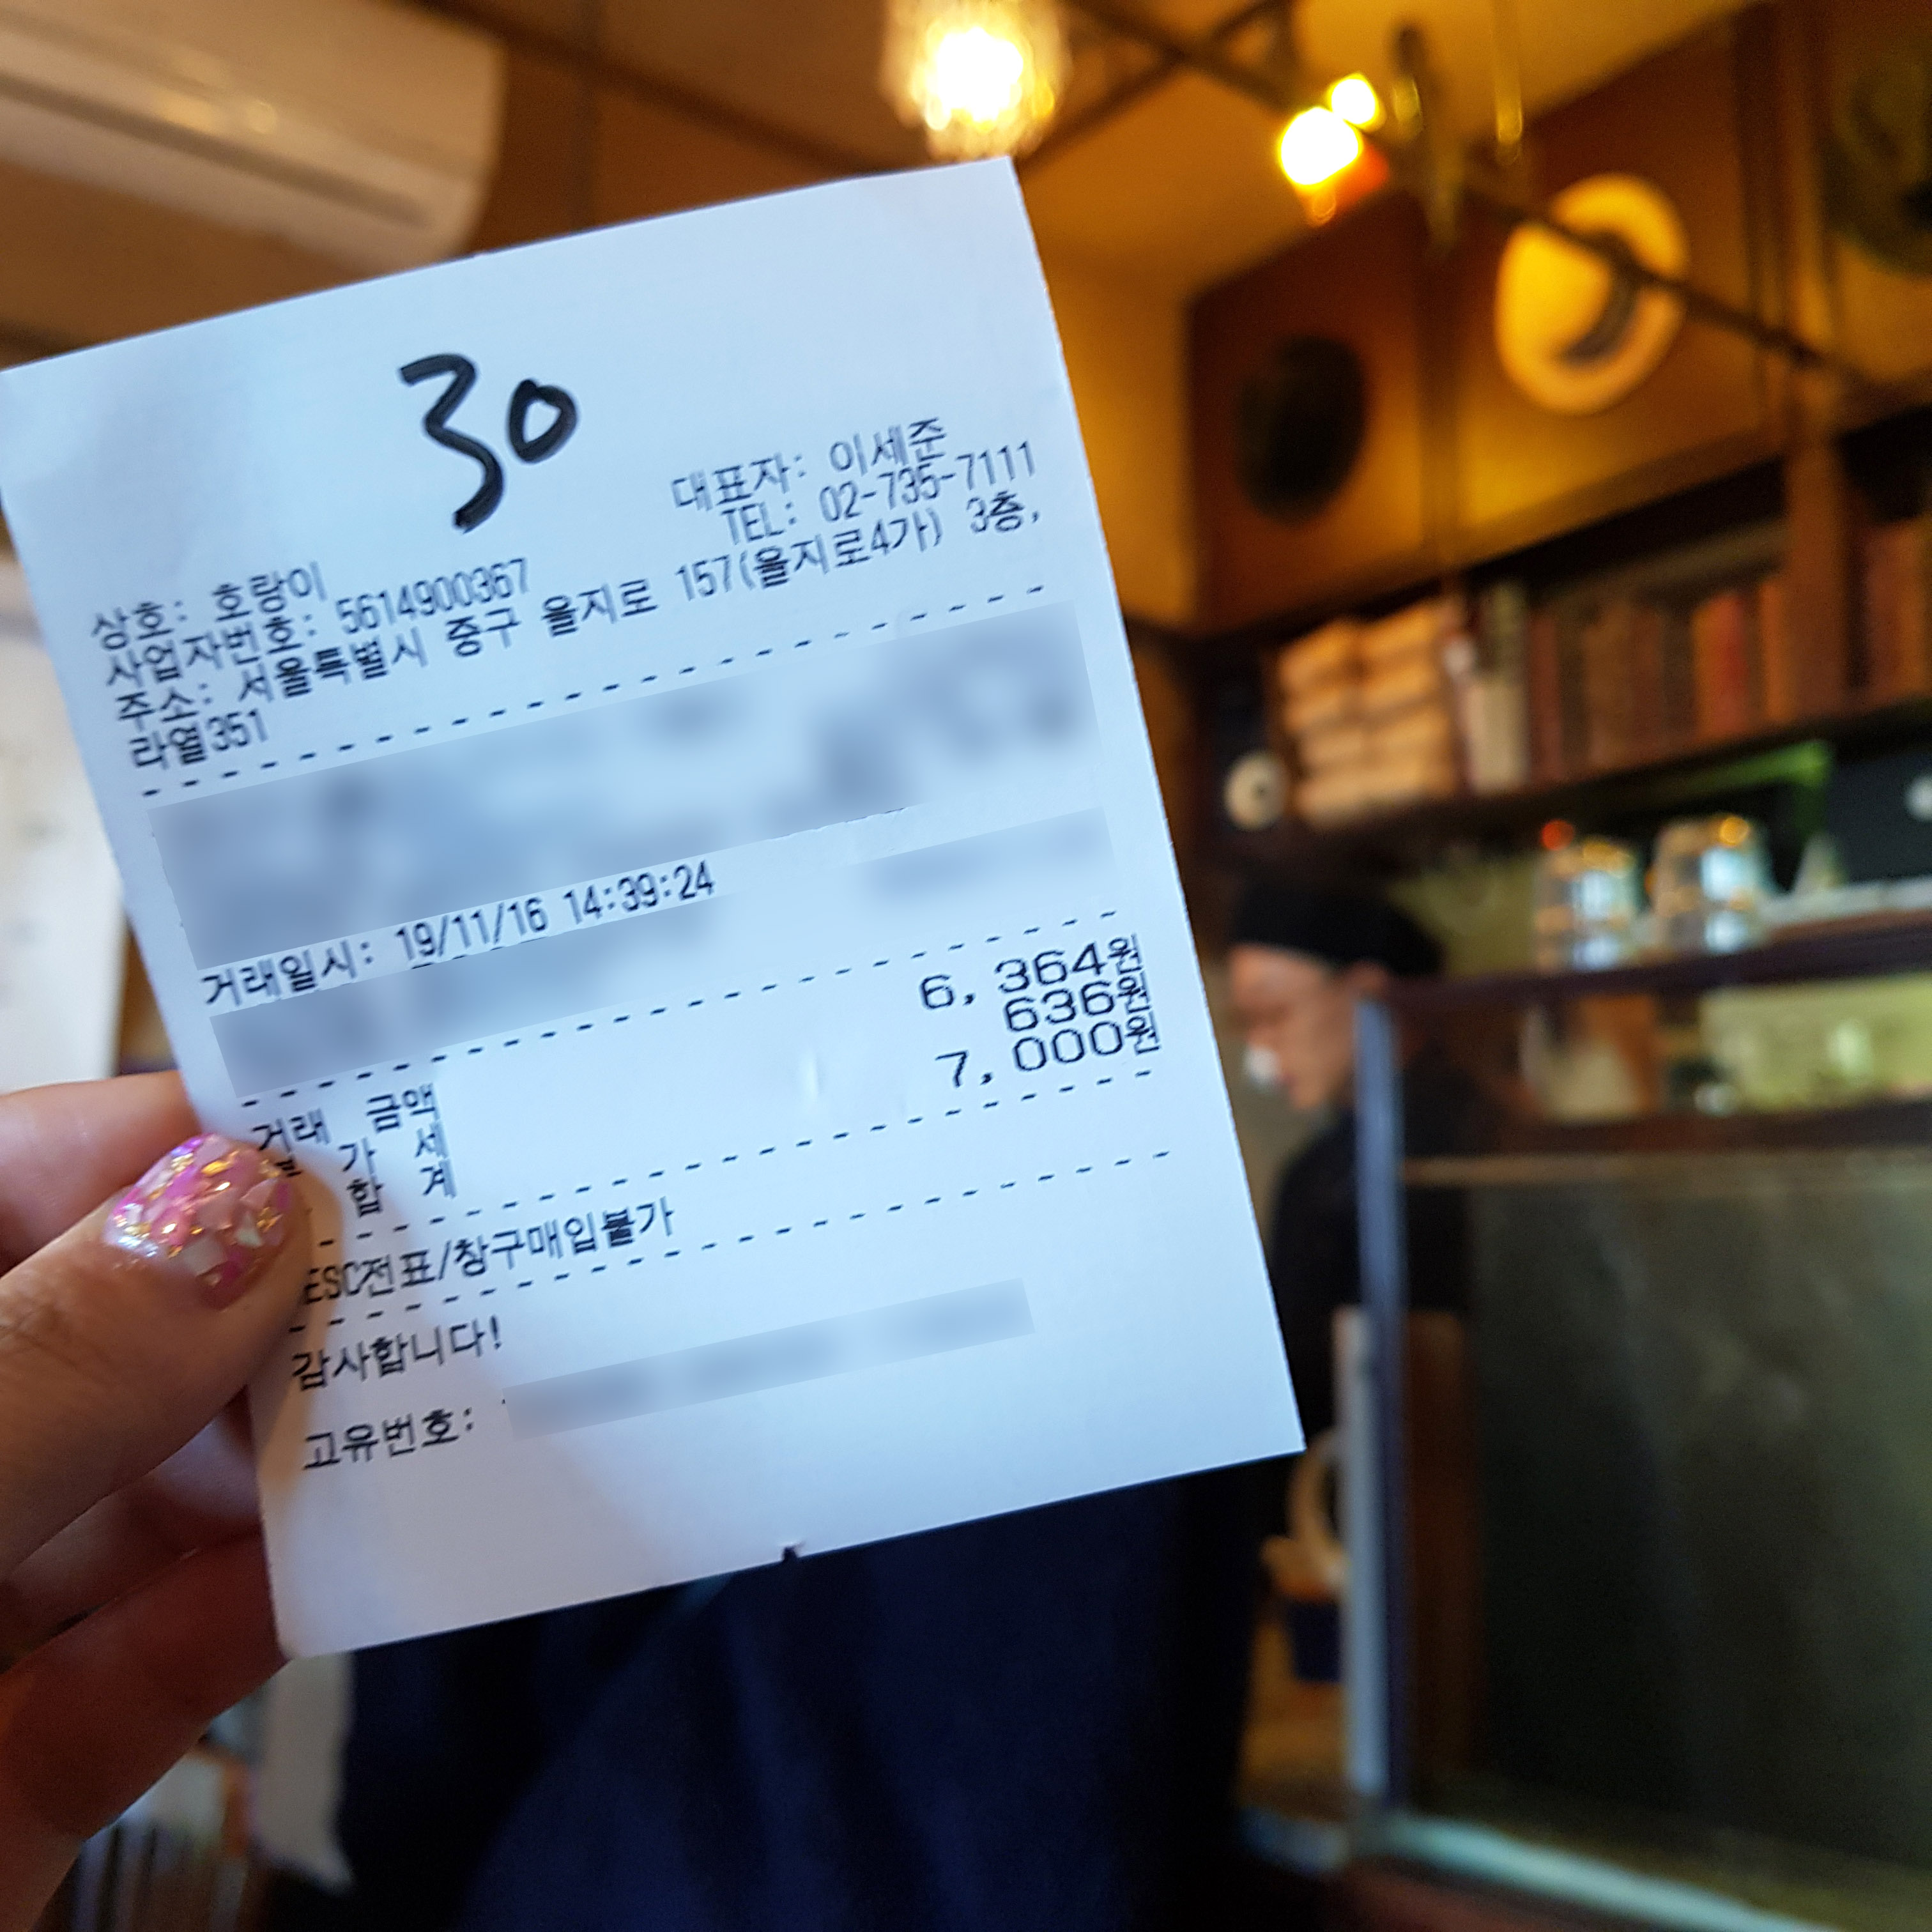 30
대표자: 이세준
TEL: 02-735-7111
상호: 호랑이
사업자번호: 5614900367
주소: 서울특별시 중구 을지로 157(을지로4가) 3층,
라열351
거래일시: 19/11/16 14:39:24
거래 금액 6,364원
가 세 636원
합 계 7,000원
ESC전표/창구매입불가
감사합니다!
고유번호: